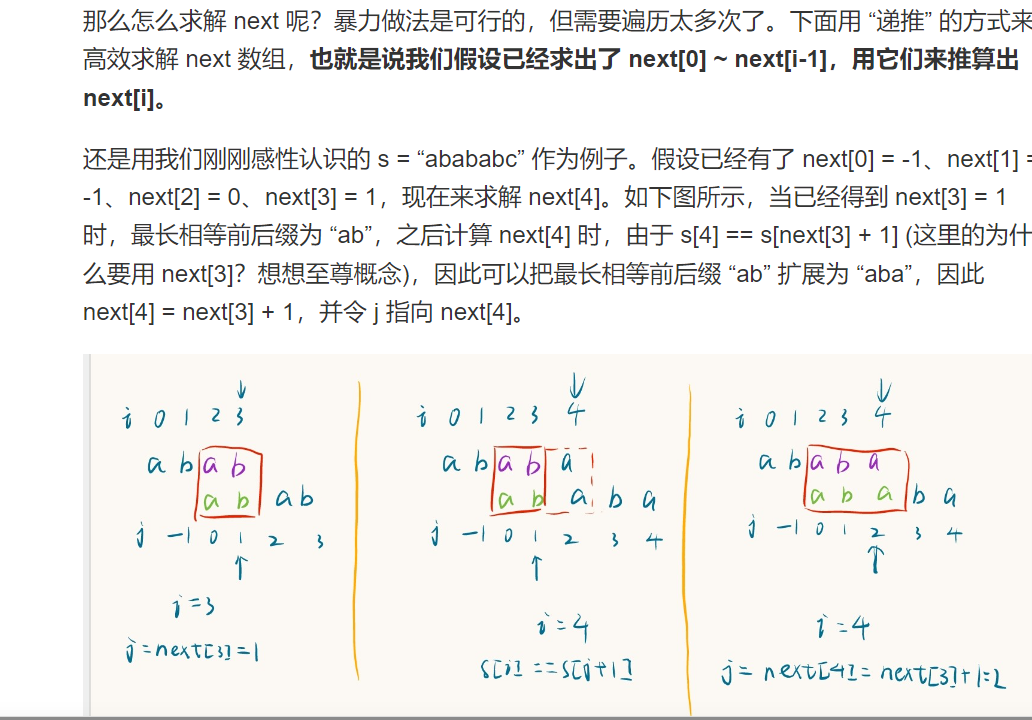 那么怎么求解 next 呢？暴力做法是可行的，但需要遍历太多次了。下面用 “递推” 的方式来
高效求解 next 数组，也就是说我们假设已经求出了 next[0] ~ next[i-1]，用它们来推算出
next[i]。
还是用我们刚刚感性认识的 s = “abababc” 作为例子。假设已经有了 next[0] = -1、next[1] =
-1、next[2] = 0、next[3] = 1，现在来求解 next[4]。如下图所示，当已经得到 next[3] = 1
时，最长相等前后缀为 “ab”，之后计算 next[4] 时，由于 s[4] == s[next[3] + 1] (这里的为什
么要用 next[3]？想想至尊概念)，因此可以把最长相等前后缀 “ab” 扩展为 “aba”，因此
next[4] = next[3] + 1，并令 j 指向 next[4]。
i 0 1 2 3
a b a b
a b a b
j -1 0 1 2 3
i=3
j=next[3]=1
i 0 1 2 3 4
a b a b a
a b a b a
j -1 0 1 2 3 4
i=4
s[i]==s[j+1]
i 0 1 2 3 4
a b a b a
a b a b a
j -1 0 1 2 3 4
i=4
j=next[4]=next[3]+1=2